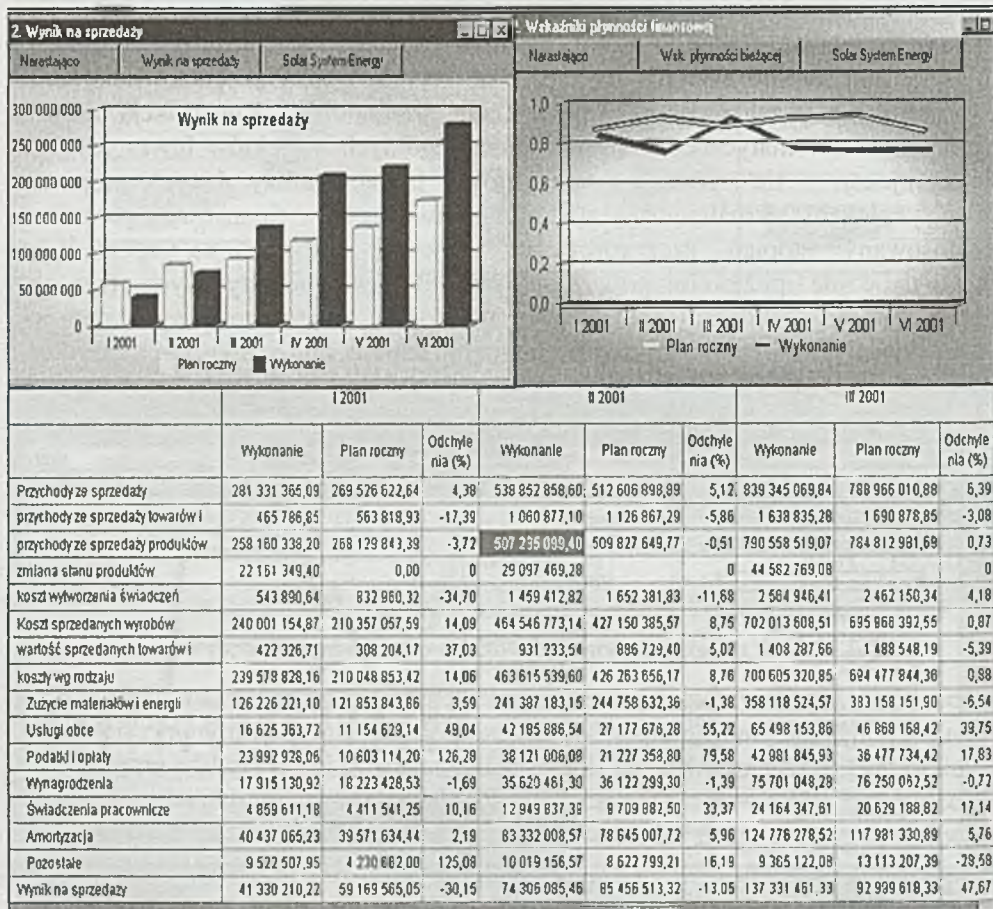 2. Wynik na sprzedaży
Narastająco Wynik na sprzedaży Solar System Energy
Wynik na sprzedaży
300 000 000
250 000 000
200 000 000
150 000 000
100 000 000
50 000 000
0
I 2001 II 2001 III 2001 IV 2001 V 2001 VI 2001
Plan roczny Wykonanie
Wskaźniki płynności finansowej
Narastająco Wsk. płynności bieżącej Solar System Energy
1,0
0,8
0,6
0,4
0,2
0,0
I 2001 II 2001 III 2001 IV 2001 V 2001 VI 2001
Plan roczny Wykonanie
I 2001 II 2001 III 2001
Wykonanie Plan roczny Odchyle nia (%) Wykonanie Plan roczny Odchyle nia (%) Wykonanie Plan roczny Odchyle nia (%)
Przychody ze sprzedaży 281 331 365,09 269 526 622,64 4,38 538 852 858,60 512 606 898,89 5,12 839 345 069,84 788 966 010,88 6,39
przychody ze sprzedaży towarów i 465 786,85 563 818,93 -17,39 1 060 877,10 1 126 867,29 -5,86 1 638 835,28 1 690 878,85 -3,08
przychody ze sprzedaży produktów 258 160 338,20 268 129 843,39 -3,72 507 235 099,40 509 827 649,77 -0,51 790 558 519,07 784 812 981,69 0,73
zmiana stanu produktów 22 161 349,40 0,00 0 29 097 469,28 0 44 582 769,08 0
koszt wytworzenia świadczeń 543 890,64 832 960,32 -34,70 1 459 412,82 1 652 381,83 -11,68 2 564 946,41 2 462 150,34 4,18
Koszt sprzedanych wyrobów 240 001 154,87 210 357 057,59 14,09 464 546 773,14 427 150 385,57 8,75 702 013 608,51 695 966 392,55 0,87
wartość sprzedanych towarów i 422 326,71 308 204,17 37,03 931 233,54 886 729,40 5,02 1 408 287,66 1 488 548,19 -5,39
koszty wg rodzaju 239 578 828,16 210 048 853,42 14,06 463 615 539,60 426 263 656,17 8,76 700 605 320,85 694 477 844,36 0,88
Zużycie materiałów i energii 126 226 221,10 121 853 843,86 3,59 241 387 183,15 244 758 632,36 -1,38 358 118 524,57 383 158 151,90 -6,54
Usługi obce 16 625 363,72 11 154 629,14 49,04 42 185 886,54 27 177 676,28 55,22 65 498 153,86 46 868 168,42 39,75
Podatki i opłaty 23 992 928,06 10 603 114,20 126,28 38 121 006,08 21 227 358,80 79,58 42 981 845,93 36 477 734,42 17,83
Wynagrodzenia 17 915 130,92 18 223 428,53 -1,69 35 620 461,30 36 122 299,30 -1,39 75 701 048,28 76 250 062,52 -0,72
Świadczenia pracownicze 4 859 611,18 4 411 541,25 10,16 12 949 837,39 9 709 882,50 33,37 24 164 347,61 20 629 188,82 17,14
Amortyzacja 40 437 065,23 39 571 634,44 2,19 83 332 008,57 78 645 007,72 5,96 124 776 278,52 117 981 330,89 5,76
Pozostałe 9 522 507,95 4 230 662,00 125,08 10 019 156,57 8 622 799,21 16,19 9 365 122,08 13 113 207,39 -28,58
Wynik na sprzedaży 41 330 210,22 59 169 565,05 -30,15 74 306 085,46 85 456 513,32 -13,05 137 331 461,33 92 999 618,33 47,67